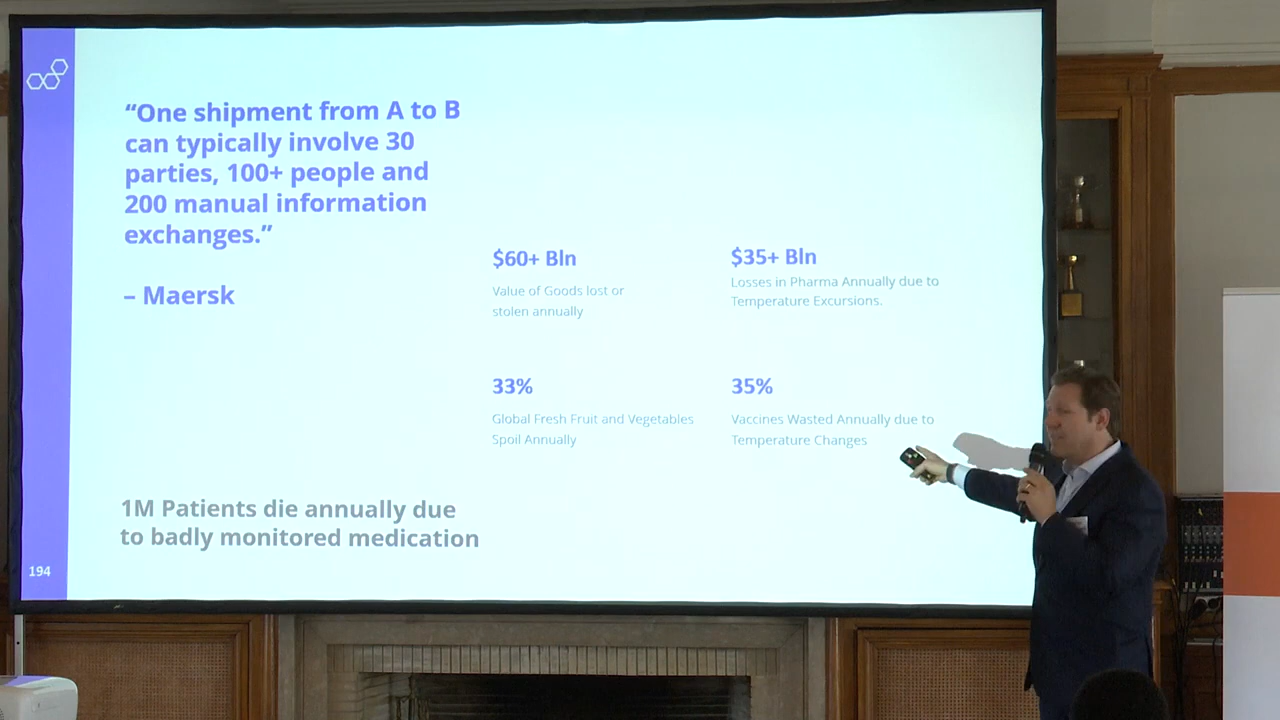 “One shipment from A to B
can typically involve 30
parties, 100+ people and
200 manual information
exchanges.”
– Maersk
$60+ Bln
Value of Goods lost or
stolen annually
$35+ Bln
Losses in Pharma Annually due to
Temperature Excursions.
33%
Global Fresh Fruit and Vegetables
Spoil Annually
35%
Vaccines Wasted Annually due to
Temperature Changes
1M Patients die annually due
to badly monitored medication
194